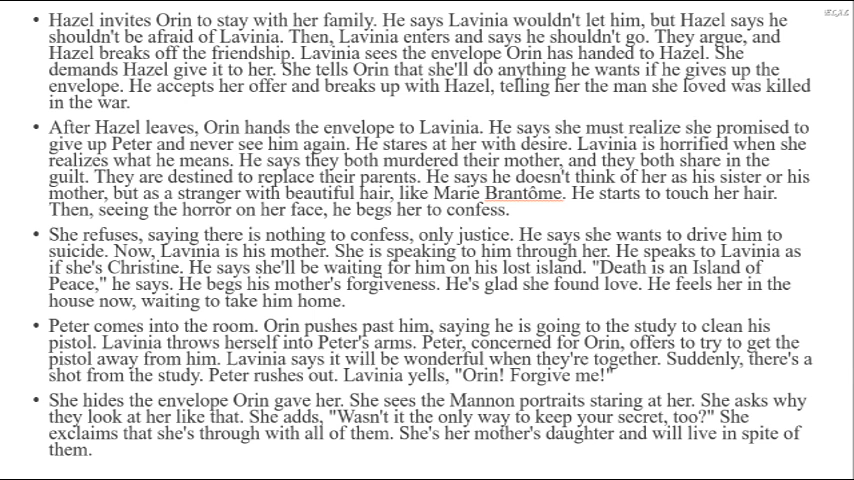 • Hazel invites Orin to stay with her family. He says Lavinia wouldn't let him, but Hazel says he
shouldn't be afraid of Lavinia. Then, Lavinia enters and says he shouldn't go. They argue, and
Hazel breaks off the friendship. Lavinia sees the envelope Orin has handed to Hazel. She
demands Hazel give it to her. She tells Orin that she'll do anything he wants if he gives up the
envelope. He accepts her offer and breaks up with Hazel, telling her the man she loved was killed
in the war.
• After Hazel leaves, Orin hands the envelope to Lavinia. He says she must realize she promised to
give up Peter and never see him again. He stares at her with desire. Lavinia is horrified when she
realizes what he means. He says they both murdered their mother, and they both share in the
guilt. They are destined to replace their parents. He says he doesn't think of her as his sister or his
mother, but as a stranger with beautiful hair, like Marie Brantôme. He starts to touch her hair.
Then, seeing the horror on her face, he begs her to confess.
• She refuses, saying there is nothing to confess, only justice. He says she wants to drive him to
suicide. Now, Lavinia is his mother. She is speaking to him through her. He speaks to Lavinia as
if she's Christine. He says she'll be waiting for him on his lost island. "Death is an Island of
Peace," he says. He begs his mother's forgiveness. He's glad she found love. He feels her in the
house now, waiting to take him home.
• Peter comes into the room. Orin pushes past him, saying he is going to the study to clean his
pistol. Lavinia throws herself into Peter's arms. Peter, concerned for Orin, offers to try to get the
pistol away from him. Lavinia says it will be wonderful when they're together. Suddenly, there's a
shot from the study. Peter rushes out. Lavinia yells, "Orin! Forgive me!"
• She hides the envelope Orin gave her. She sees the Mannon portraits staring at her. She asks why
they look at her like that. She adds, "Wasn't it the only way to keep your secret, too?" She
exclaims that she's through with all of them. She's her mother's daughter and will live in spite of
them.